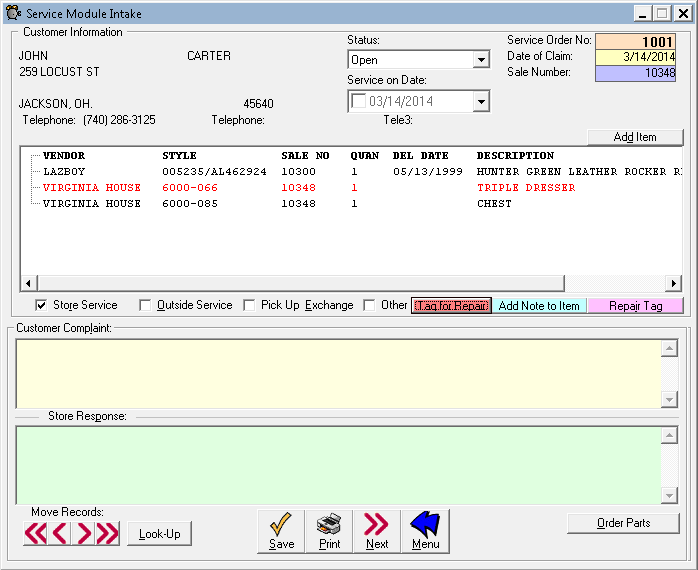 Service Module Intake
Customer Information
JOHN CARTER
259 LOCUST ST
JACKSON, OH. 45640
Telephone: (740) 286-3125 Telephone: Tele3:
Status:
Open
Service on Date:
03/14/2014
Service Order No: 1001
Date of Claim: 3/14/2014
Sale Number: 10348
Add Item
VENDOR STYLE SALE NO QUAN DEL DATE DESCRIPTION
LAZBOY 005235/AL462924 10300 1 05/13/1999 HUNTER GREEN LEATHER ROCKER
VIRGINIA HOUSE 6000-066 10348 1 TRIPLE DRESSER
VIRGINIA HOUSE 6000-085 10348 1 CHEST
Store Service Outside Service Pick Up Exchange Other Tag for Repair Add Note to Item Repair Tag
Customer Complaint:
Store Response:
Move Records:
Look-Up
Save Print Next Menu
Order Parts